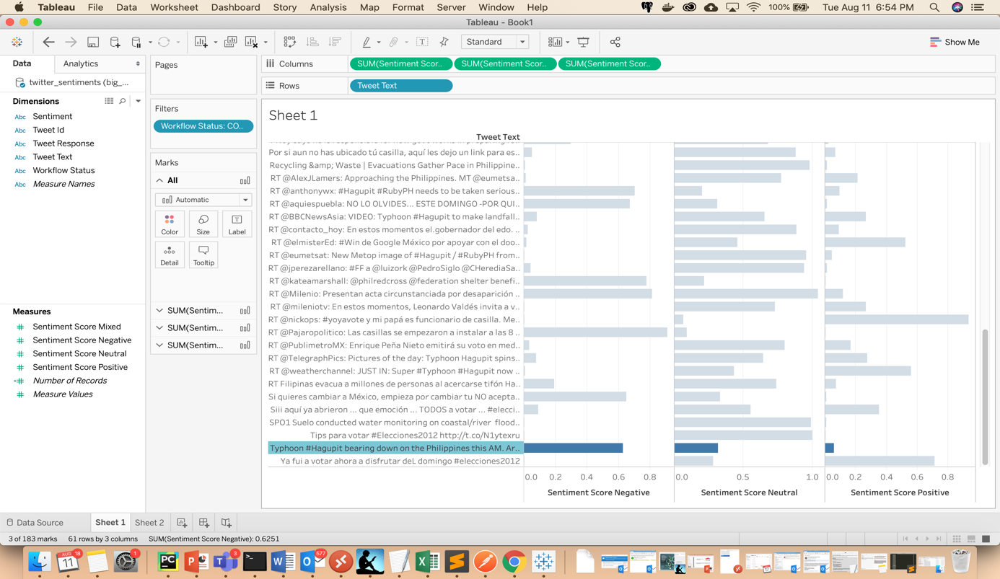 Tableau File Data Worksheet Dashboard Story Analysis Map Format Server Window Help 100% Tue Aug 11 6:54 PM
Tableau - Book1
Standard Show Me
Data Analytics
twitter_sentiments (big_...
Dimensions
Abc Sentiment
Abc Tweet Id
Abc Tweet Response
Abc Tweet Text
Abc Workflow Status
Abc Measure Names
Measures
# Sentiment Score Mixed
# Sentiment Score Negative
# Sentiment Score Neutral
# Sentiment Score Positive
=# Number of Records
# Measure Values
Pages
Filters
Workflow Status: CO..
Marks
All
Automatic
Color Size Label
Detail Tooltip
SUM(Sentim...
SUM(Sentim...
SUM(Sentim...
Columns SUM(Sentiment Scor.. SUM(Sentiment Scor.. SUM(Sentiment Scor..
Rows Tweet Text
Sheet 1
Tweet Text
Por si aun no has ubicado tú casilla, aquí les dejo un link para es..
Recycling &amp; Waste | Evacuations Gather Pace in Philippine..
RT @AlexJLamers: Approaching the Philippines. MT @eumetsa..
RT @anthonywx: #Hagupit #RubyPH needs to be taken serious..
RT @aquiespuebla: NO LO OLVIDES... ESTE DOMINGO -POR QUI..
RT @BBCNewsAsia: VIDEO: Typhoon #Hagupit to make landfall..
RT @contacto_hoy: En estos momentos el.gobernador del edo. ..
RT @elmisterEd: #Win de Google México por apoyar con el doo..
RT @eumetsat: New Metop image of #Hagupit / #RubyPH from..
RT @jperezarellano: #FF a @luizork @PedroSiglo @CHerediaSa..
RT @kateamarshall: @philredcross @federation shelter benefi..
RT @Milenio: Presentan acta circunstanciada por desaparición ..
RT @mileniotv: En estos momentos, Leonardo Valdés invita a v..
RT @nickops: #yoyavote y mi papá es funcionario de casilla. Me..
RT @Pajaropolitico: Las casillas se empezaron a instalar a las 8 ..
RT @PublimetroMX: Enrique Peña Nieto emitirá su voto en med..
RT @TelegraphPics: Pictures of the day: Typhoon Hagupit spins..
RT @weatherchannel: JUST IN: Super #Typhoon #Hagupit now ..
RT Filipinas evacua a millones de personas al acercarse tifón Ha..
Si quieres cambiar a México, empieza por cambiar tu NO acepta..
Siii aquí ya abrieron ... que emoción ... TODOS a votar ... #elecci..
SPO1 Suelo conducted water monitoring on coastal/river flood..
Tips para votar #Elecciones2012 http://t.co/N1ytexru
Typhoon #Hagupit bearing down on the Philippines this AM. Ar..
Ya fui a votar ahora a disfrutar deL domingo #elecciones2012
0.0 0.2 0.4 0.6 0.8 0.0 0.5 1.0 0.0 0.2 0.4 0.6 0.8
Sentiment Score Negative Sentiment Score Neutral Sentiment Score Positive
Data Source Sheet 1 Sheet 2
3 of 183 marks 61 rows by 3 columns SUM(Sentiment Score Negative): 0.6251
18 1 3 577
AUG 11 PC